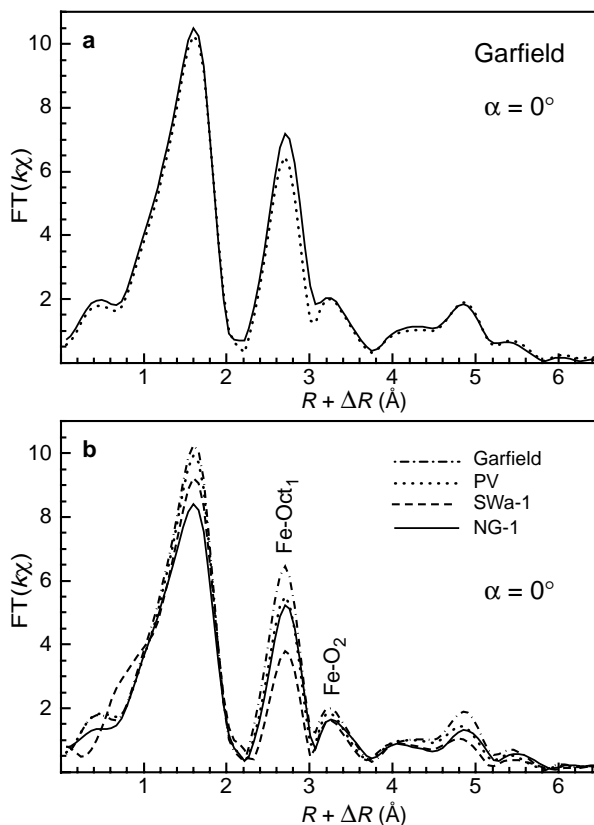 a
Garfield
α = 0°
FT(kχ)
10
8
6
4
2
1 2 3 4 5 6
R + ΔR (Å)
b
Garfield
PV
SWa-1
NG-1
Fe-Oct1
Fe-O2
α = 0°
FT(kχ)
10
8
6
4
2
1 2 3 4 5 6
R + ΔR (Å)